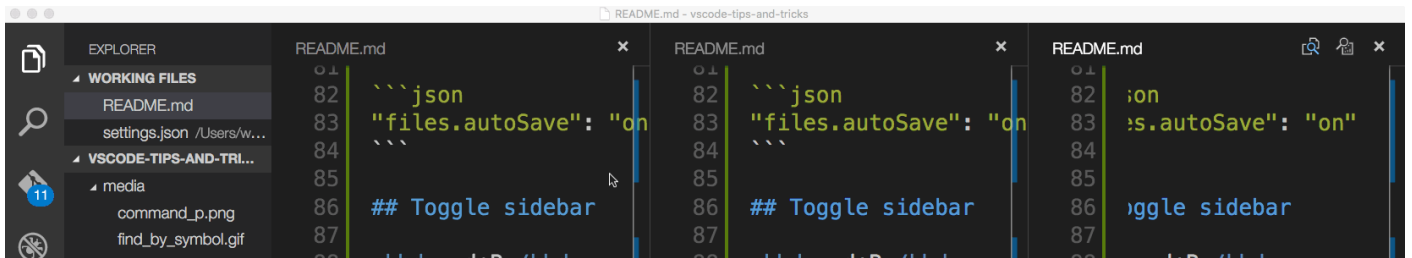 README.md - vscode-tips-and-tricks
EXPLORER
WORKING FILES
README.md
settings.json /Users/w...
VSCODE-TIPS-AND-TRI...
media
command_p.png
find_by_symbol.gif
11
README.md
81
82 ```json
83 "files.autoSave": "on
84 ```
85
86 ## Toggle sidebar
87
README.md
81
82 ```json
83 "files.autoSave": "on
84 ```
85
86 ## Toggle sidebar
87
README.md
81
82 son
83 es.autoSave": "on"
84
85
86 oggle sidebar
87